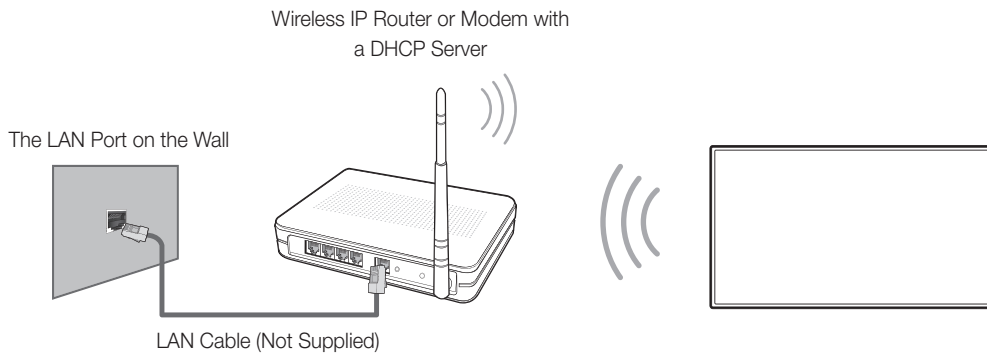 Wireless IP Router or Modem with
a DHCP Server
The LAN Port on the Wall
LAN Cable (Not Supplied)